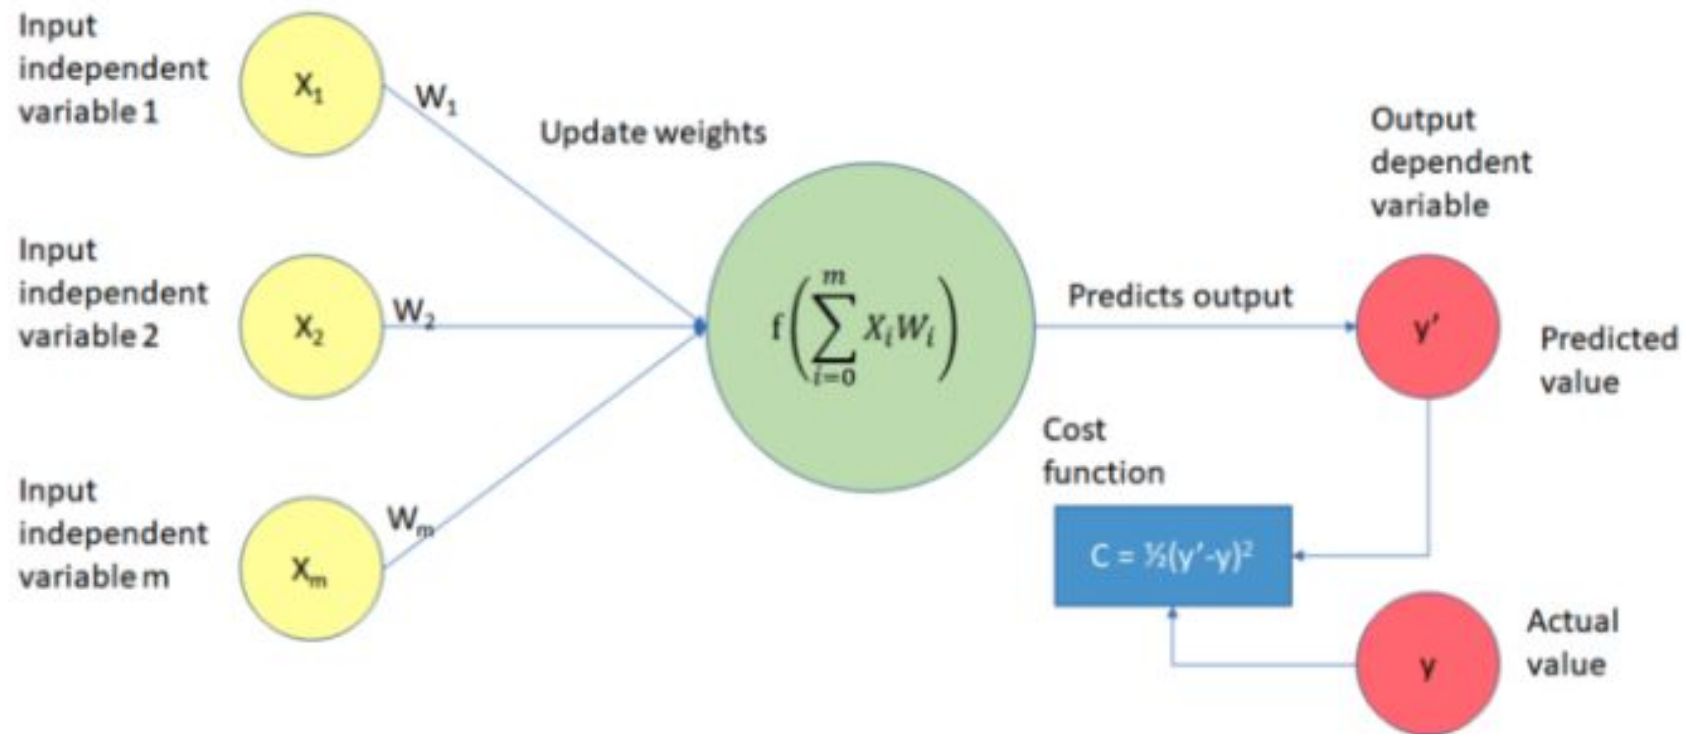 Input
independent
variable 1
X₁
W₁
Update weights
Input
independent
variable 2
X₂
W₂
Input
independent
variable m
Xₘ
Wₘ
f(∑_{i=0}^{m} XᵢWᵢ)
Predicts output
Output
dependent
variable
y’
Predicted
value
Cost
function
C = ½(y’-y)²
y
Actual
value